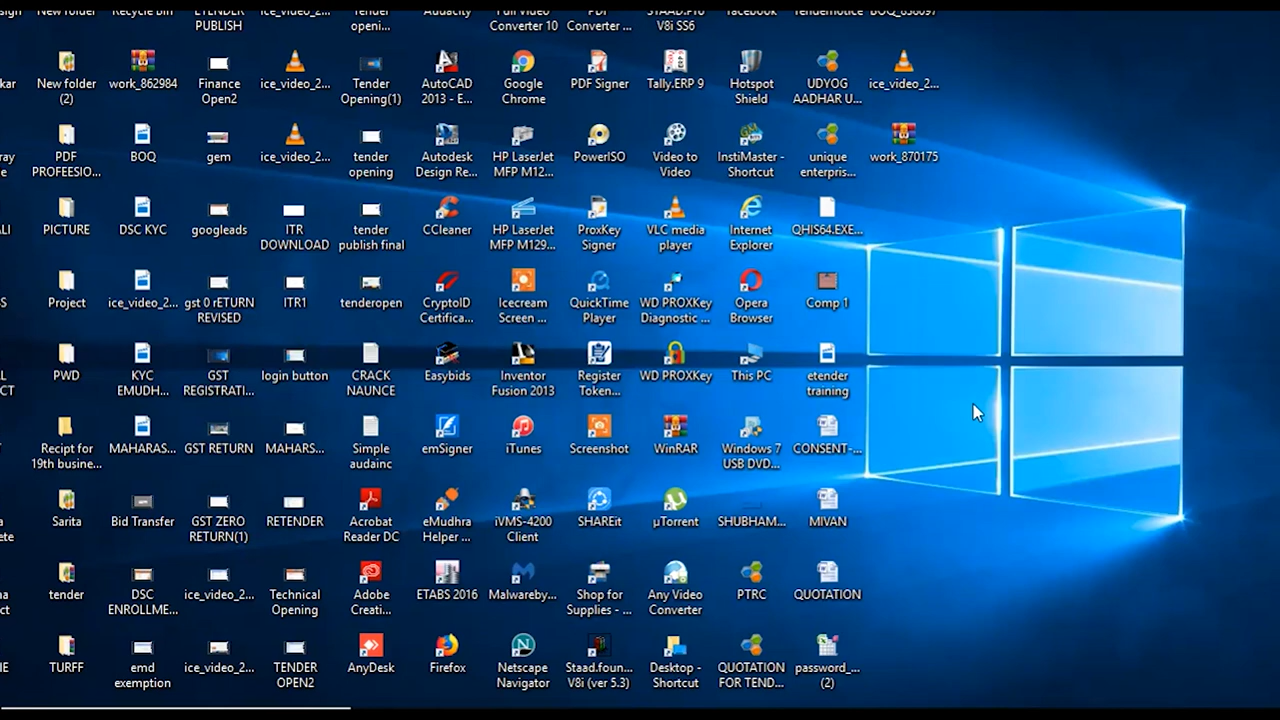 ETENDER
PUBLISH
Recycle Bin
New folder
Tender
openi...
Audacity
Full Video
Converter 10
PDF
Converter ...
STAAD.Pro
V8i SS6
Facebook
Tendernotice
BOQ_856097
kar
New folder
(2)
work_862984
Finance
Open2
ice_video_2...
Tender
Opening(1)
AutoCAD
2013 - E...
Google
Chrome
PDF Signer
Tally.ERP 9
Hotspot
Shield
UDYOG
AADHAR U...
ice_video_2...
ray
e
PDF
PROFEESIO...
BOQ
gem
ice_video_2...
tender
opening
Autodesk
Design Re...
HP LaserJet
MFP M12...
PowerISO
Video to
Video
InstiMaster -
Shortcut
unique
enterpris...
work_870175
ALI
PICTURE
DSC KYC
googleads
ITR
DOWNLOAD
tender
publish final
CCleaner
HP LaserJet
MFP M129...
ProxKey
Signer
VLC media
player
Internet
Explorer
QHIS64.EXE...
S
Project
ice_video_2...
gst 0 rETURN
REVISED
ITR1
tenderopen
CryptoID
Certifica...
Icecream
Screen ...
QuickTime
Player
WD PROXKey
Diagnostic ...
Opera
Browser
Comp 1
L
CT
PWD
KYC
EMUDH...
GST
REGISTRATI...
login button
CRACK
NAUNCE
Easybids
Inventor
Fusion 2013
Register
Token...
WD PROXKey
This PC
etender
training
Recipt for
19th busine...
MAHARAS...
GST RETURN
MAHARS...
Simple
audainc
emSigner
iTunes
Screenshot
WinRAR
Windows 7
USB DVD...
CONSENT-...
a
ete
Sarita
Bid Transfer
GST ZERO
RETURN(1)
RETENDER
Acrobat
Reader DC
eMudhra
Helper ...
iVMS-4200
Client
SHAREit
µTorrent
SHUBHAM...
MIVAN
na
ct
tender
DSC
ENROLLME...
ice_video_2...
Technical
Opening
Adobe
Creati...
ETABS 2016
Malwareby...
Shop for
Supplies - ...
Any Video
Converter
PTRC
QUOTATION
IE
TURFF
emd
exemption
ice_video_2...
TENDER
OPEN2
AnyDesk
Firefox
Netscape
Navigator
Staad.foun...
V8i (ver 5.3)
Desktop -
Shortcut
QUOTATION
FOR TEND...
password_...
(2)